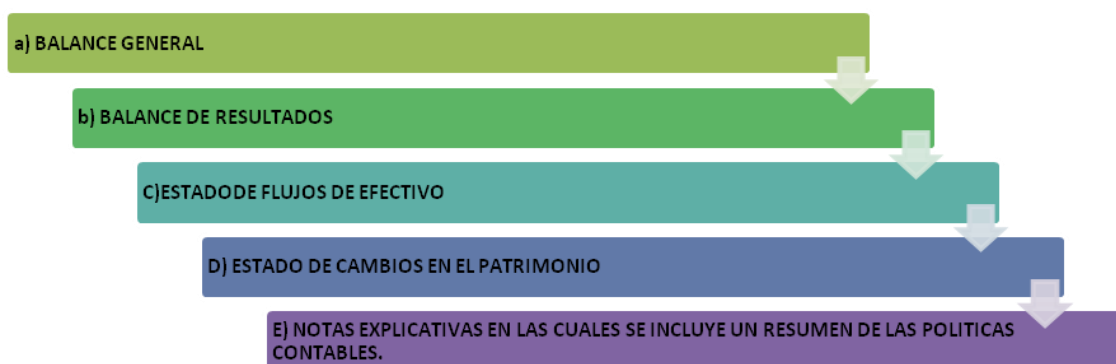 a) BALANCE GENERAL
b) BALANCE DE RESULTADOS
C)ESTADODE FLUJOS DE EFECTIVO
D) ESTADO DE CAMBIOS EN EL PATRIMONIO
E) NOTAS EXPLICATIVAS EN LAS CUALES SE INCLUYE UN RESUMEN DE LAS POLITICAS
CONTABLES.